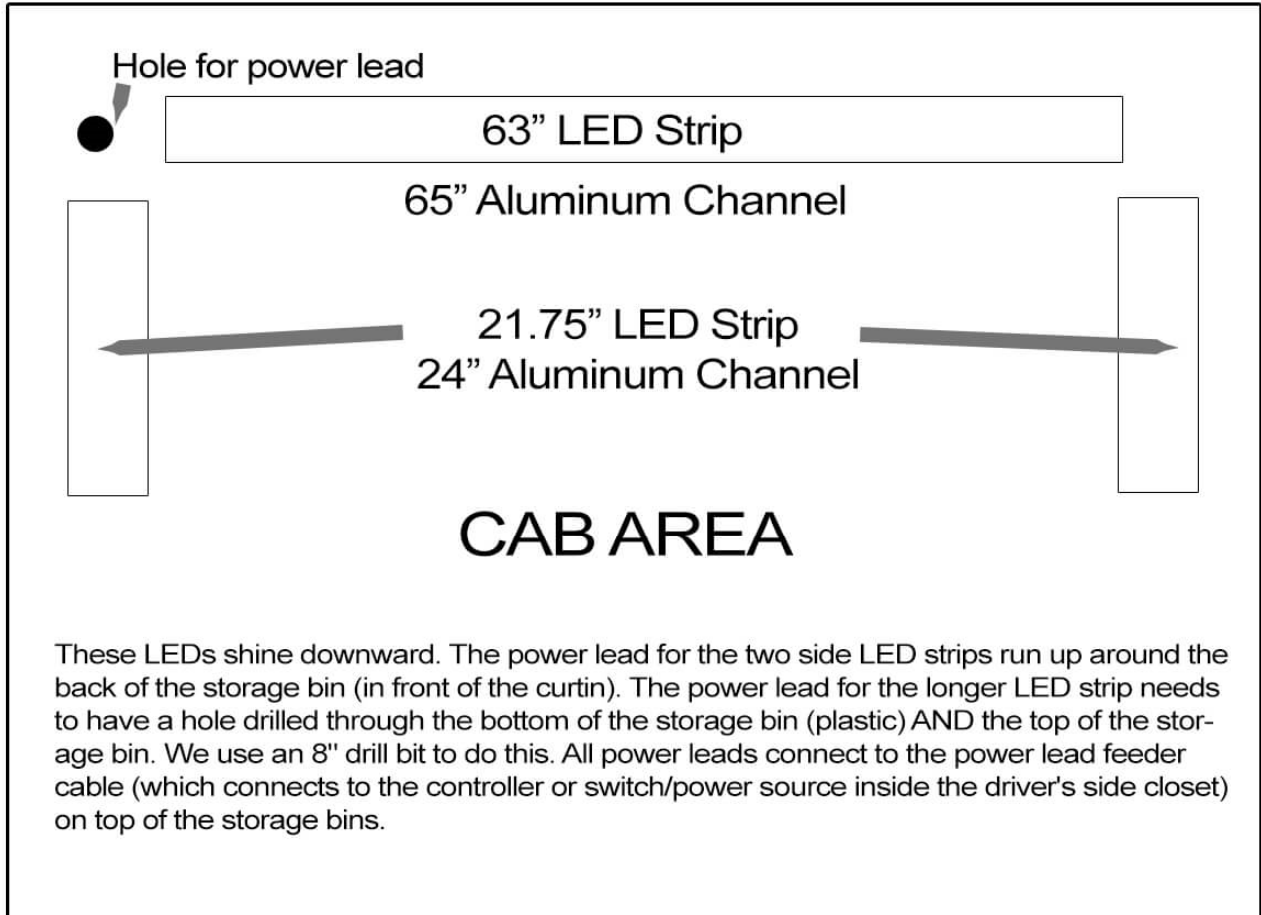 Hole for power lead
63” LED Strip
65” Aluminum Channel
21.75” LED Strip
24” Aluminum Channel
CAB AREA
These LEDs shine downward. The power lead for the two side LED strips run up around the
back of the storage bin (in front of the curtin). The power lead for the longer LED strip needs
to have a hole drilled through the bottom of the storage bin (plastic) AND the top of the stor-
age bin. We use an 8" drill bit to do this. All power leads connect to the power lead feeder
cable (which connects to the controller or switch/power source inside the driver's side closet)
on top of the storage bins.